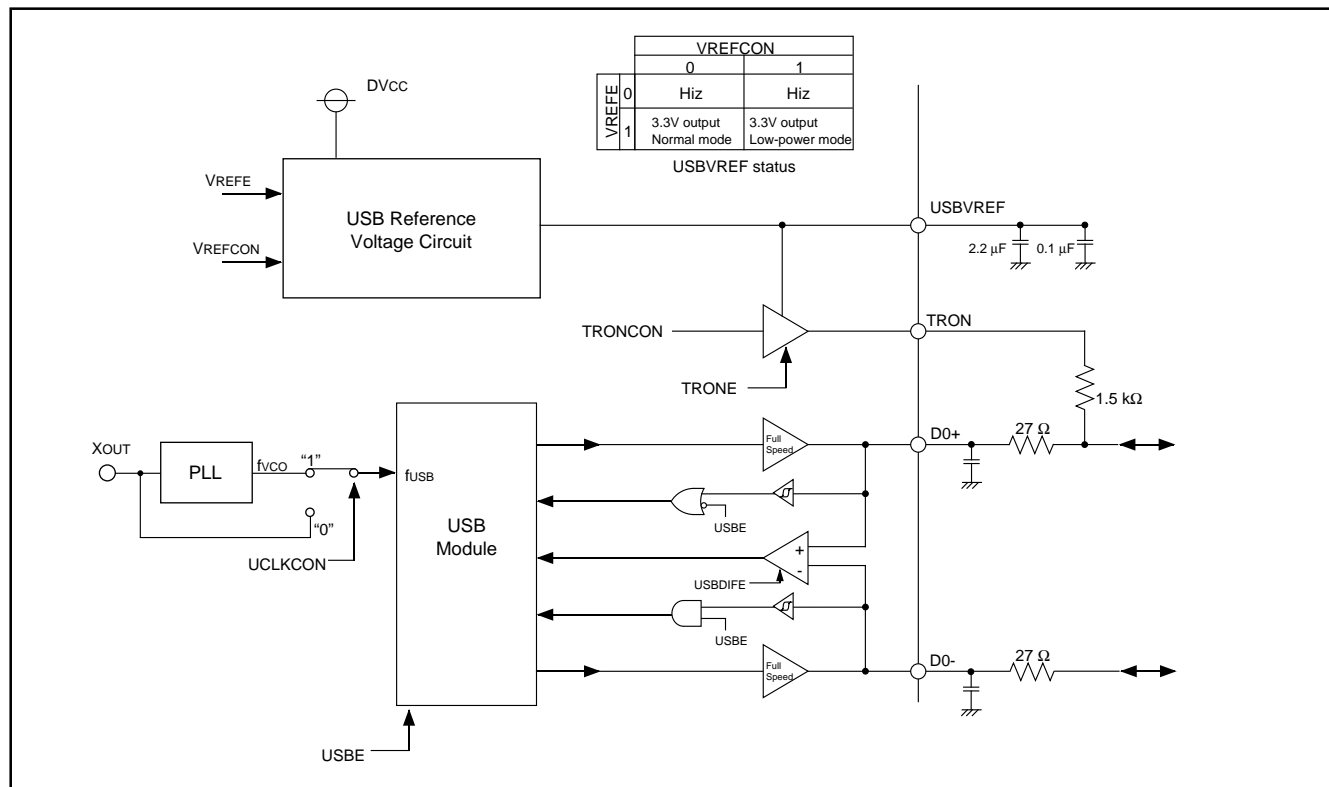 VREFCON
0 1
VREFE
0 Hiz Hiz
1 3.3V output 3.3V output
Normal mode Low-power mode
USBVREF status
DVCC
VREFE
VREFCON
USB Reference
Voltage Circuit
USBVREF
2.2 µF 0.1 µF
TRONCON
TRON
TRONE
1.5 kΩ
XOUT
PLL
fVCO
“1”
“0”
UCLKCON
fUSB
USB
Module
USBE
Full
Speed
D0+
27 Ω
USBE
+
-
USBDIFE
USBE
Full
Speed
D0-
27 Ω